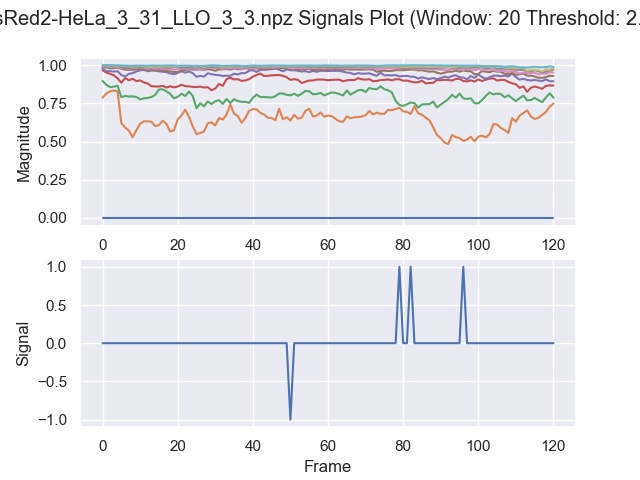 sRed2-HeLa_3_31_LLO_3_3.npz Signals Plot (Window: 20 Threshold: 2.
1.00
0.75
0.50
0.25
0.00
Magnitude
0 20 40 60 80 100 120
1.0
0.5
0.0
−0.5
−1.0
Signal
0 20 40 60 80 100 120
Frame